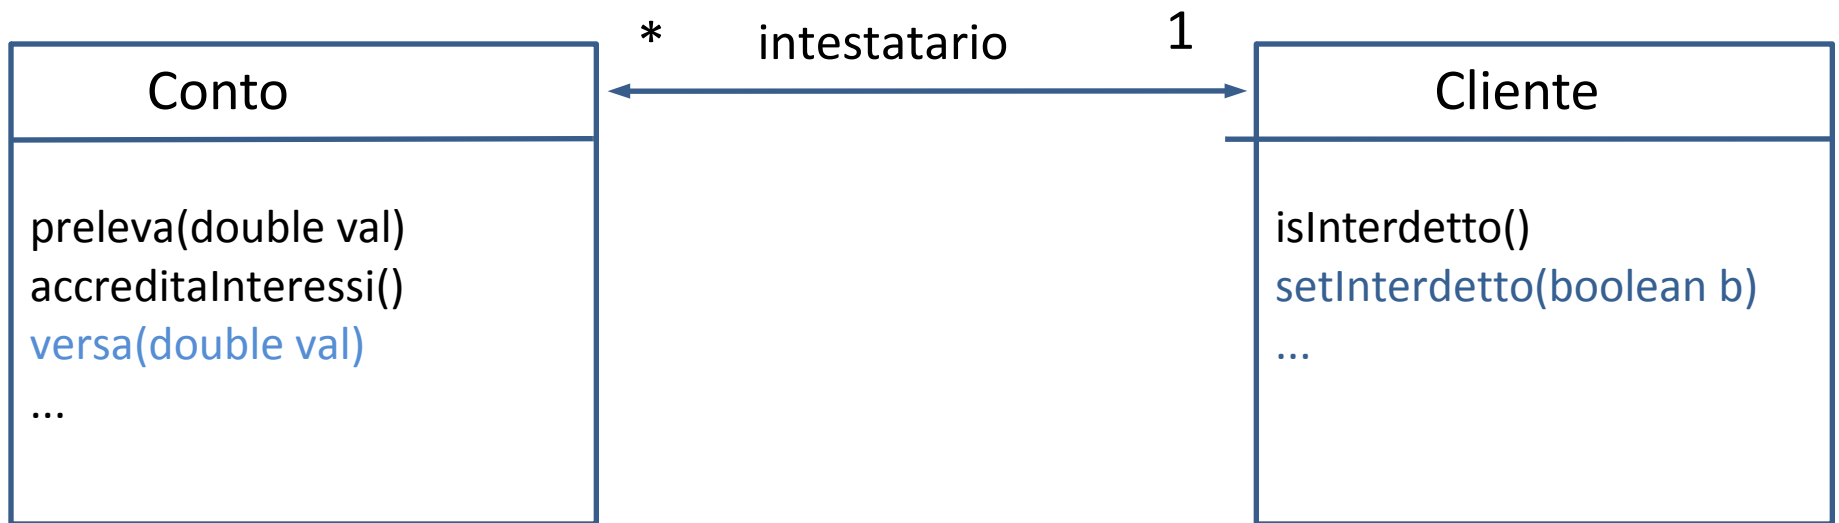 * intestatario 1
Conto
preleva(double val)
accreditaInteressi()
versa(double val)
...
Cliente
isInterdetto()
setInterdetto(boolean b)
...